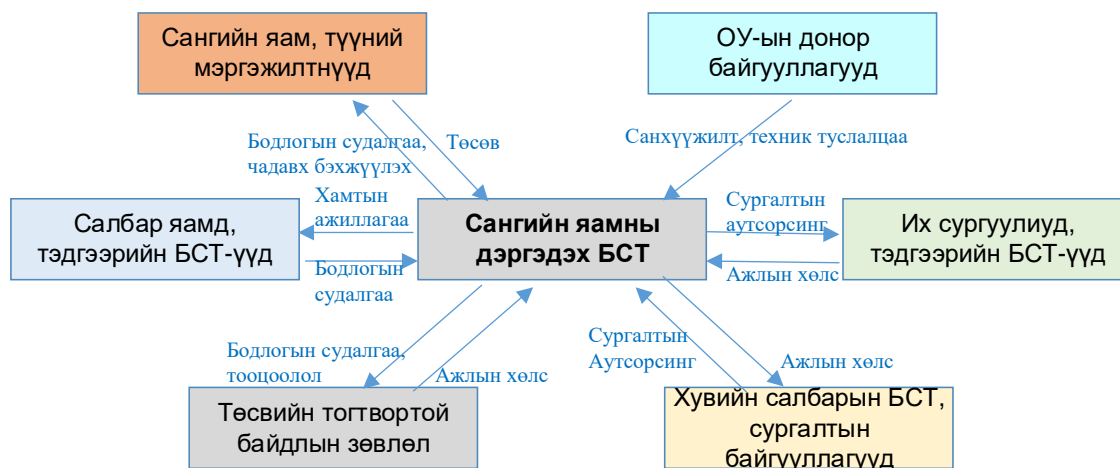 Сангийн яам, түүний
мэргэжилтнүүд
ОУ-ын донор
байгууллагууд
Бодлогын судалгаа,
чадавх бэхжүүлэх
Төсөв
Санхүүжилт, техник туслалцаа
Салбар яамд,
тэдгээрийн БСТ-үүд
Хамтын
ажиллагаа
Бодлогын
судалгаа
Сангийн яамны
дэргэдэх БСТ
Сургалтын
аутсорсинг
Ажлын хөлс
Их сургуулиуд,
тэдгээрийн БСТ-үүд
Бодлогын судалгаа,
тооцоолол
Ажлын хөлс
Сургалтын
Аутсорсинг
Ажлын хөлс
Төсвийн тогтвортой
байдлын зөвлөл
Хувийн салбарын БСТ,
сургалтын
байгууллагууд